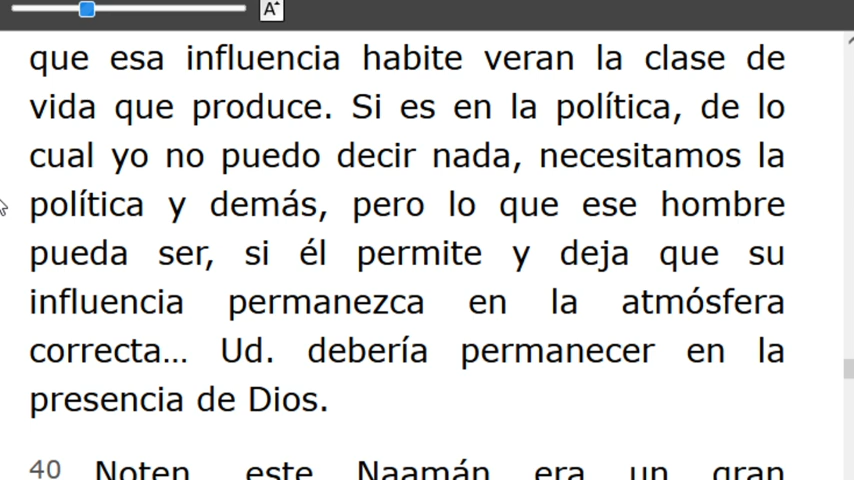 A
que esa influencia habite veran la clase de
vida que produce. Si es en la política, de lo
cual yo no puedo decir nada, necesitamos la
política y demás, pero lo que ese hombre
pueda ser, si él permite y deja que su
influencia permanezca en la atmósfera
correcta... Ud. debería permanecer en la
presencia de Dios.
40 Noten, este Naamán era un gran